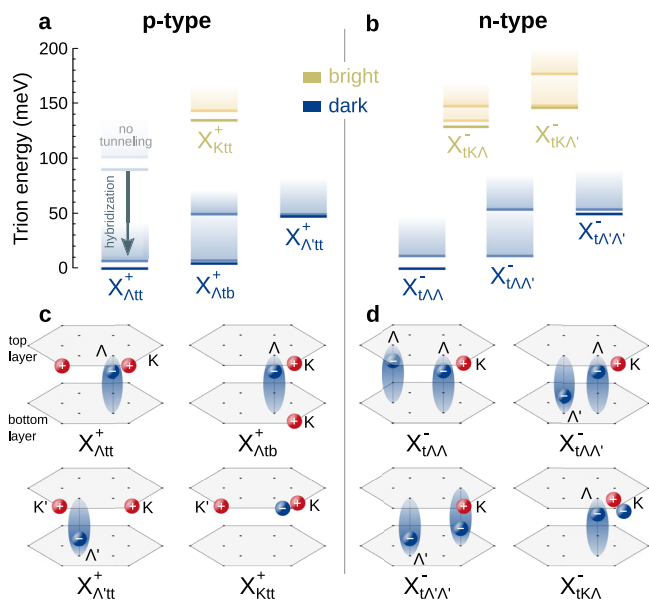 a p-type
b n-type
Trion energy (meV)
200
150
100
50
0
bright
dark
no
tunneling
hybridization
X⁺Ktt
X⁺Λ'tt
X⁺Λtt
X⁺Λtb
X⁻tKΛ
X⁻tKΛ'
X⁻tΛ'Λ'
X⁻tΛΛ
X⁻tΛΛ'
c
d
top
layer
bottom
layer
Λ
K
X⁺Λtt
Λ
K
K
X⁺Λtb
Λ
Λ
K
X⁻tΛΛ
Λ
K
Λ'
X⁻tΛΛ'
K'
K
Λ'
X⁺Λ'tt
K'
K
X⁺Ktt
K
Λ'
X⁻tΛ'Λ'
Λ
K
X⁻tKΛ